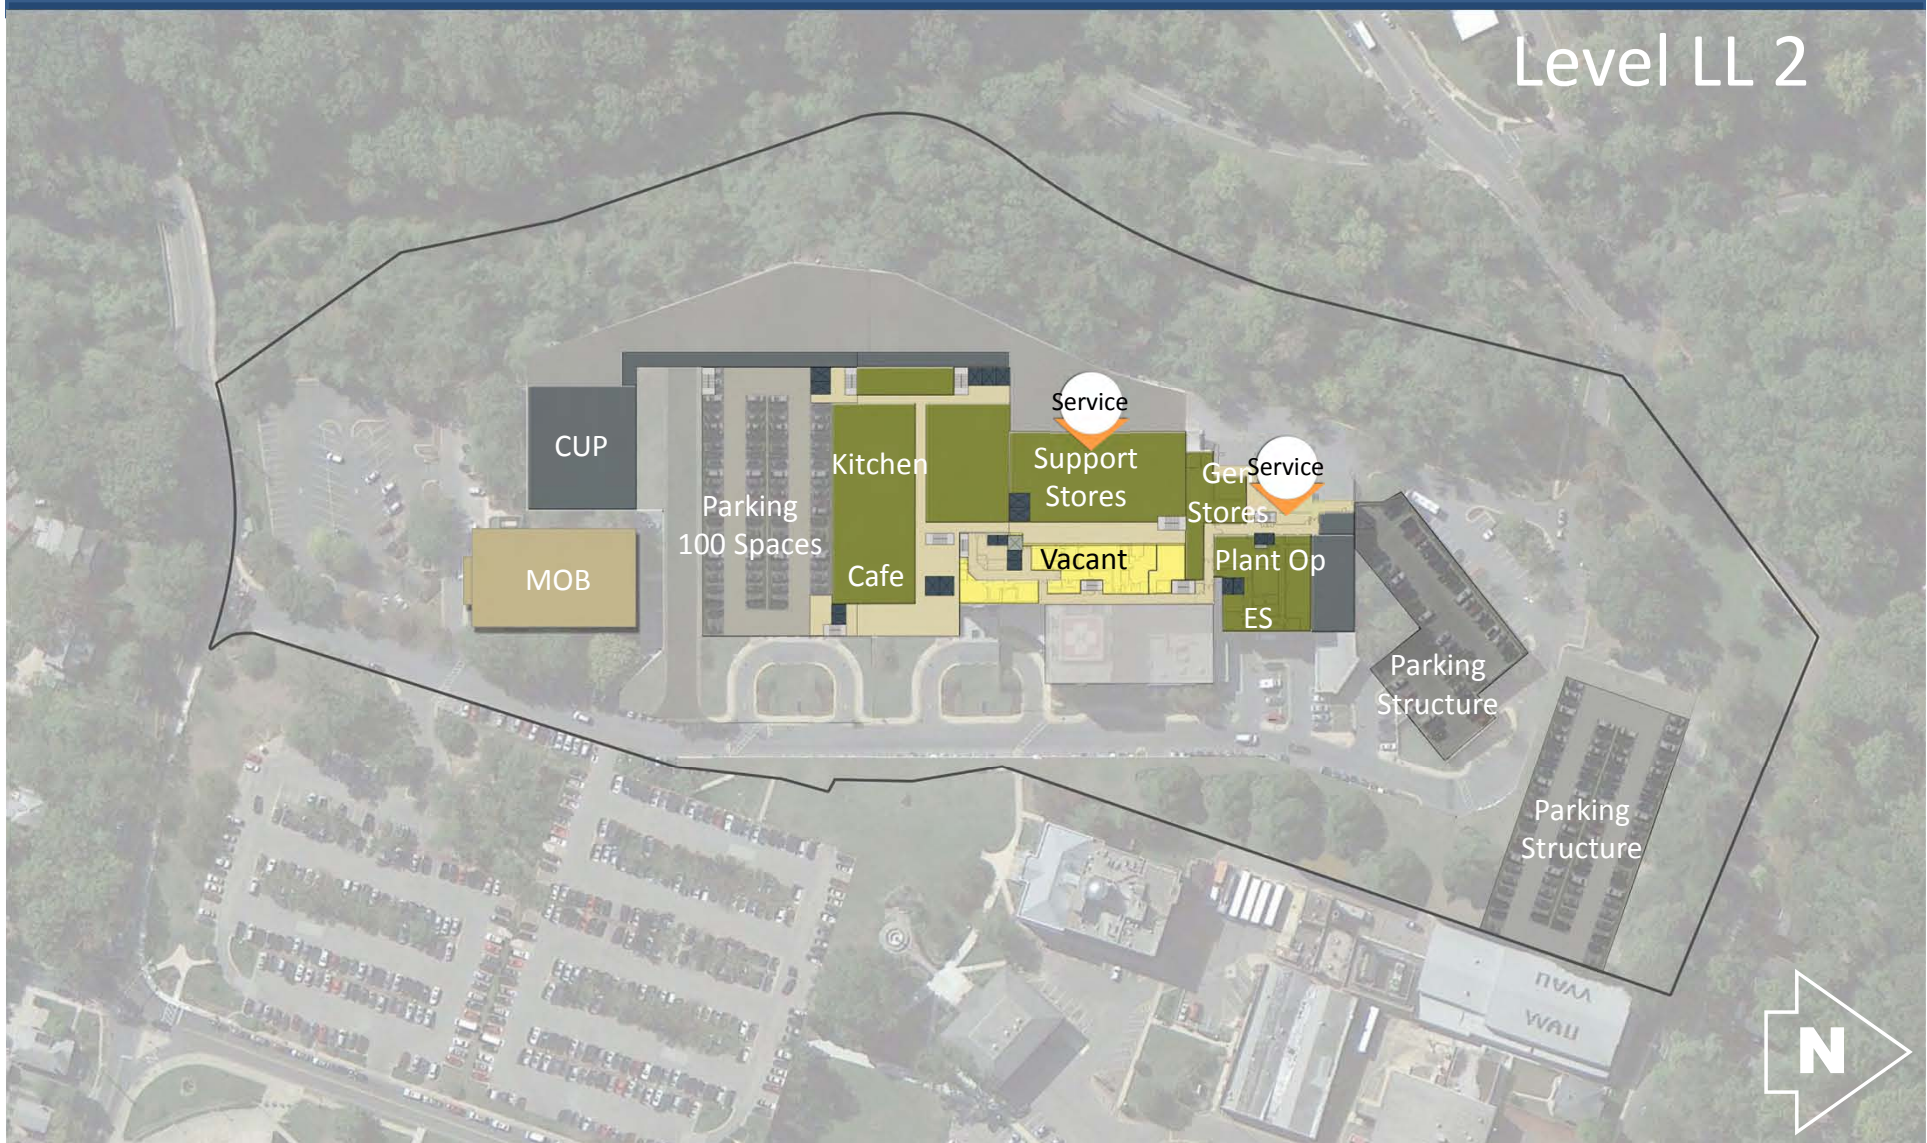 Level LL 2
Service
CUP
Kitchen
Support
Stores
Gen
Service
Stores
Parking
100 Spaces
Vacant
Plant Op
MOB
Cafe
ES
Parking
Structure
Parking
Structure
N